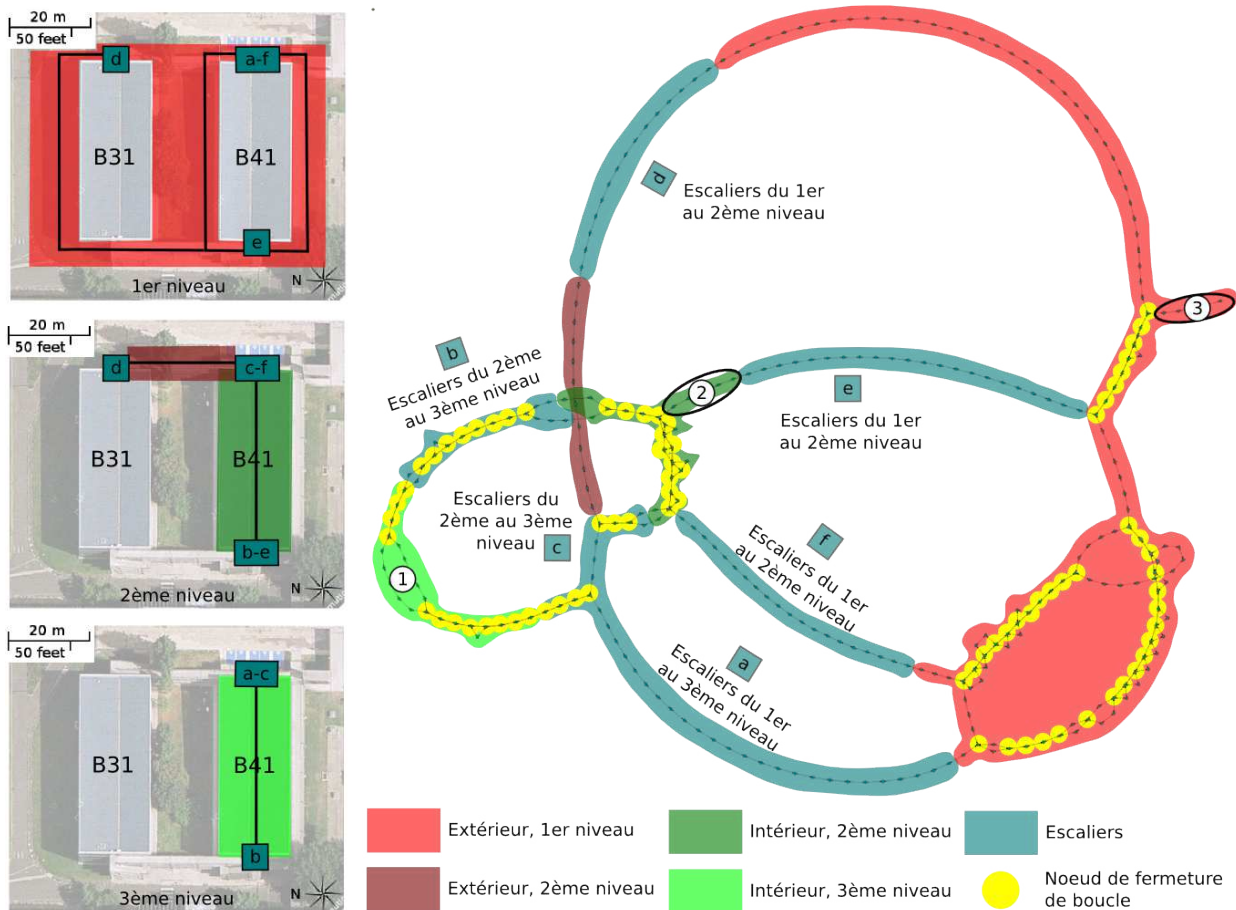 20 m
50 feet
d
a-f
B31
B41
e
N
1er niveau
20 m
50 feet
d
c-f
B31
B41
b-e
N
2ème niveau
20 m
50 feet
a-c
B31
B41
b
N
3ème niveau
d
Escaliers du 1er
au 2ème niveau
3
b
Escaliers du 2ème
au 3ème niveau
2
e
Escaliers du 1er
au 2ème niveau
Escaliers du
2ème au 3ème
niveau
c
1
f
Escaliers du 1er
au 2ème niveau
a
Escaliers du 1er
au 3ème niveau
Extérieur, 1er niveau
Intérieur, 2ème niveau
Escaliers
Extérieur, 2ème niveau
Intérieur, 3ème niveau
Noeud de fermeture
de boucle